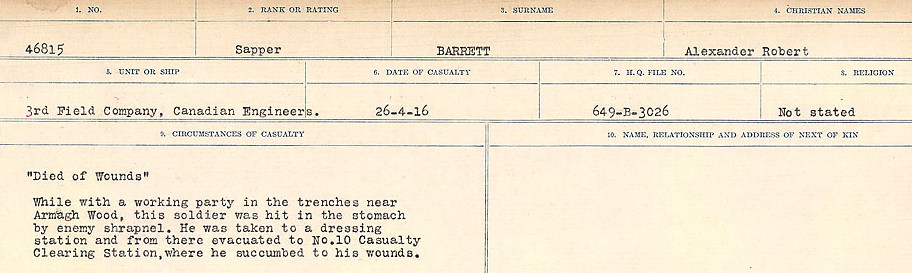 1. NO. 2. RANK OR RATING 3. SURNAME 4. CHRISTIAN NAMES
46815 Sapper BARRETT Alexander Robert
5. UNIT OR SHIP 6. DATE OF CASUALTY 7. H.Q. FILE NO. 8. RELIGION
3rd Field Company, Canadian Engineers. 26-4-16 649-B-3026 Not stated
9. CIRCUMSTANCES OF CASUALTY 10. NAME, RELATIONSHIP AND ADDRESS OF NEXT OF KIN
"Died of Wounds"
While with a working party in the trenches near
Armagh Wood, this soldier was hit in the stomach
by enemy shrapnel. He was taken to a dressing
station and from there evacuated to No.10 Casualty
Clearing Station,where he succumbed to his wounds.